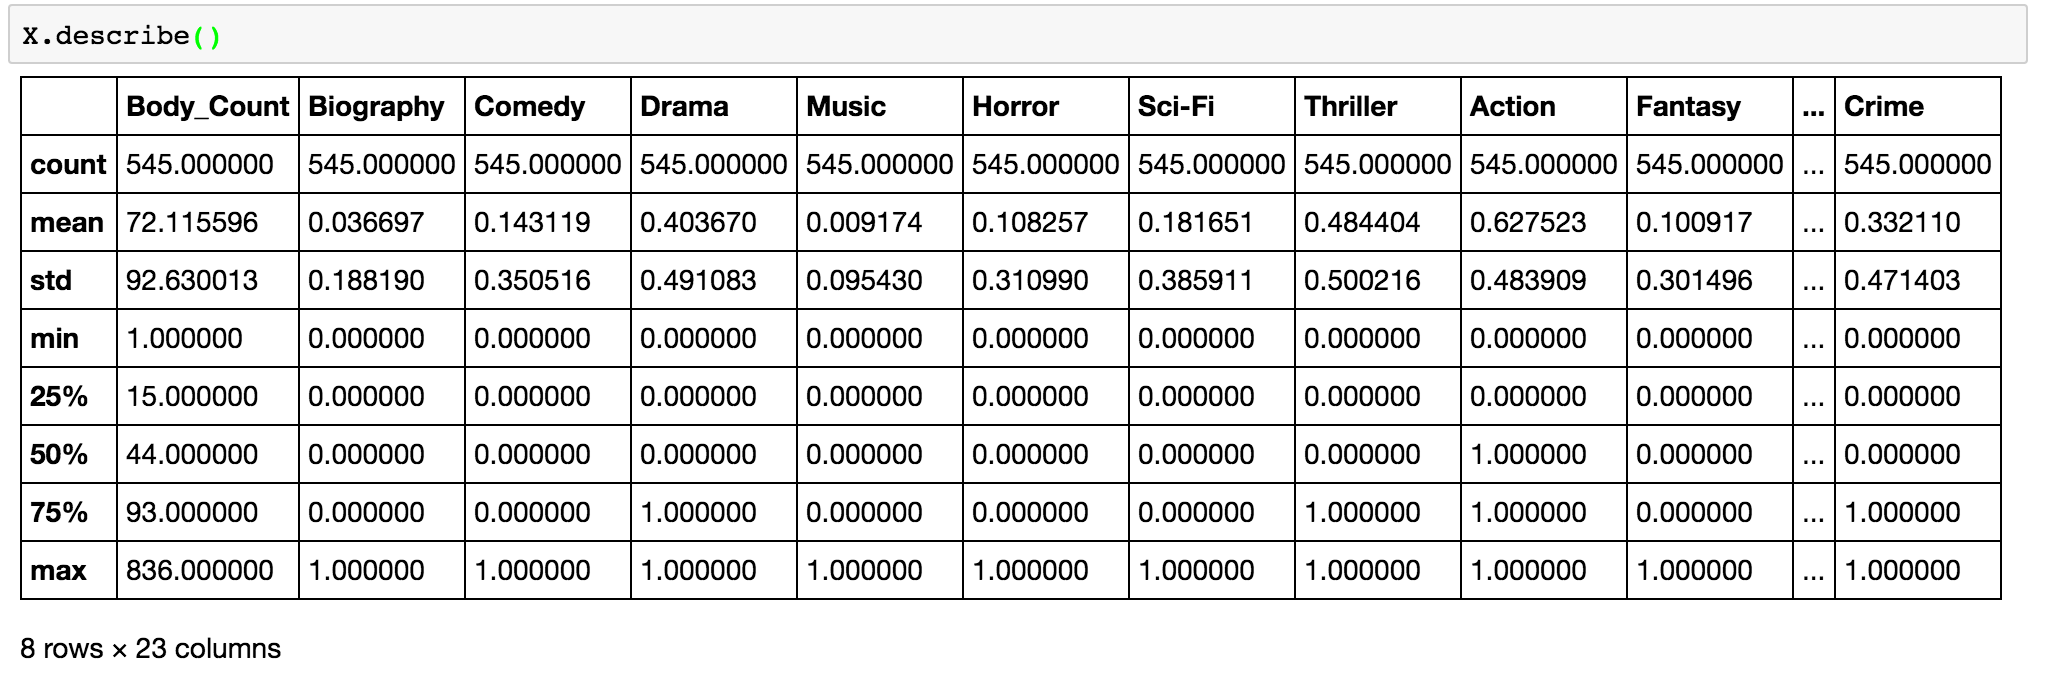 X.describe()
Body_Count Biography Comedy Drama Music Horror Sci-Fi Thriller Action Fantasy ... Crime
count 545.000000 545.000000 545.000000 545.000000 545.000000 545.000000 545.000000 545.000000 545.000000 545.000000 ... 545.000000
mean 72.115596 0.036697 0.143119 0.403670 0.009174 0.108257 0.181651 0.484404 0.627523 0.100917 ... 0.332110
std 92.630013 0.188190 0.350516 0.491083 0.095430 0.310990 0.385911 0.500216 0.483909 0.301496 ... 0.471403
min 1.000000 0.000000 0.000000 0.000000 0.000000 0.000000 0.000000 0.000000 0.000000 0.000000 ... 0.000000
25% 15.000000 0.000000 0.000000 0.000000 0.000000 0.000000 0.000000 0.000000 0.000000 0.000000 ... 0.000000
50% 44.000000 0.000000 0.000000 0.000000 0.000000 0.000000 0.000000 0.000000 1.000000 0.000000 ... 0.000000
75% 93.000000 0.000000 0.000000 1.000000 0.000000 0.000000 0.000000 1.000000 1.000000 0.000000 ... 1.000000
max 836.000000 1.000000 1.000000 1.000000 1.000000 1.000000 1.000000 1.000000 1.000000 1.000000 ... 1.000000
8 rows × 23 columns